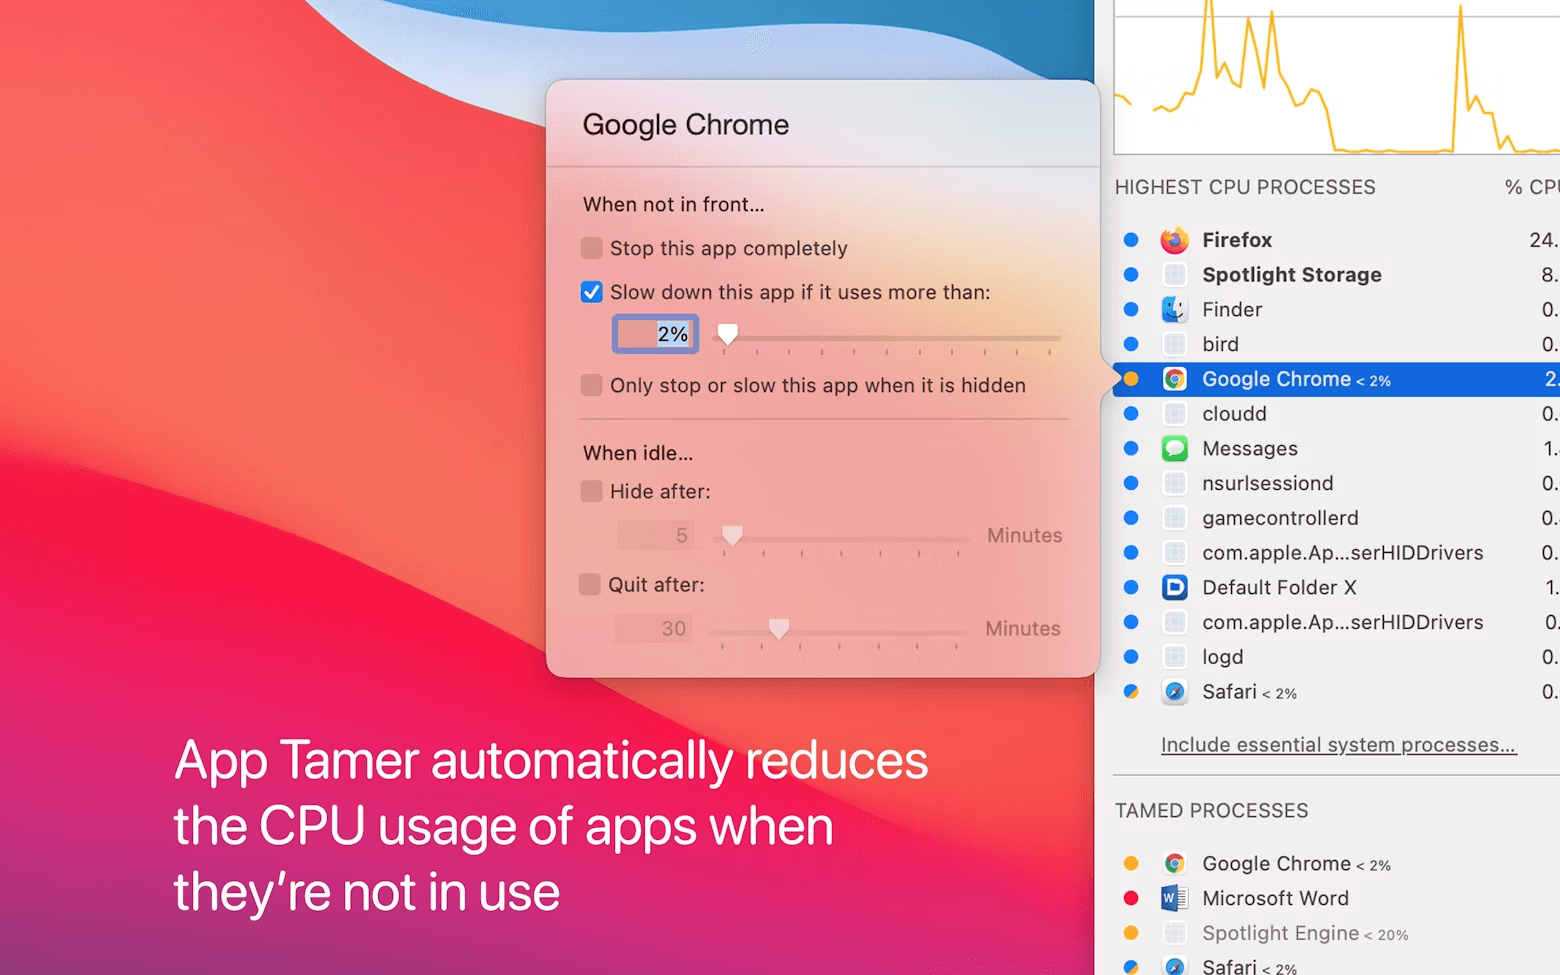 Google Chrome
When not in front...
Stop this app completely
Slow down this app if it uses more than:
2%
Only stop or slow this app when it is hidden
When idle...
Hide after:
5 Minutes
Quit after:
30 Minutes
App Tamer automatically reduces
the CPU usage of apps when
they're not in use
HIGHEST CPU PROCESSES % CPU
Firefox 24.
Spotlight Storage 8.
Finder 0.
bird 0.
Google Chrome < 2% 2.
cloudd 0.
Messages 1.
nsurlsessiond 0.
gamecontrollerd 0.
com.apple.Ap...serHIDDrivers 0.
Default Folder X 1.
com.apple.Ap...serHIDDrivers 0.
logd 0.
Safari < 2% 0.
Include essential system processes...
TAMED PROCESSES
Google Chrome < 2%
Microsoft Word
Spotlight Engine < 20%
Safari < 2%